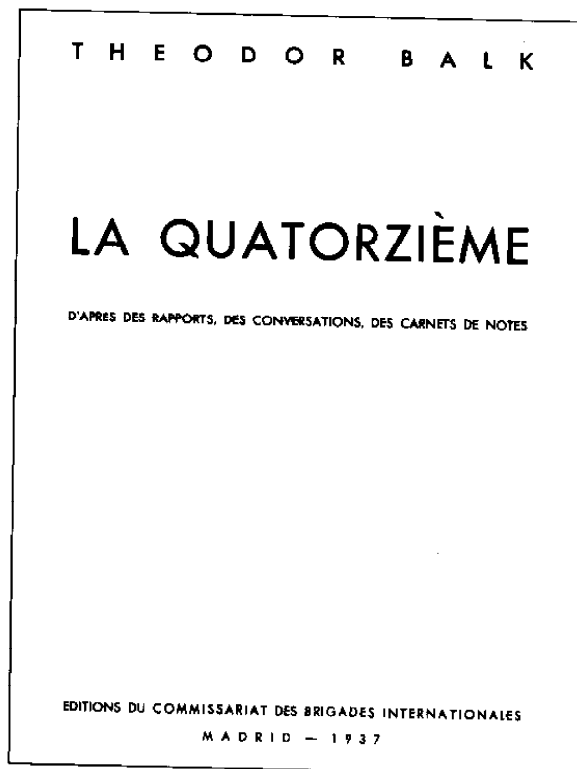 THEODOR BALK
LA QUATORZIÈME
D'APRES DES RAPPORTS, DES CONVERSATIONS, DES CARNETS DE NOTES
EDITIONS DU COMMISSARIAT DES BRIGADES INTERNATIONALES
MADRID — 1937